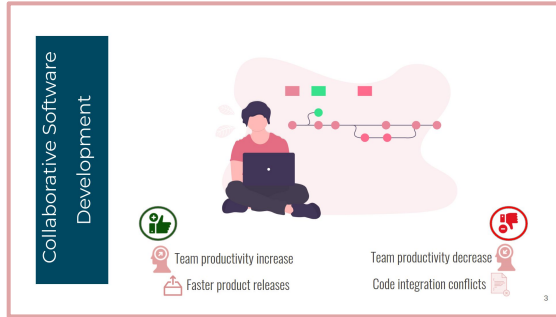 Collaborative Software
Development
Team productivity increase
Faster product releases
Team productivity decrease
Code integration conflicts
3